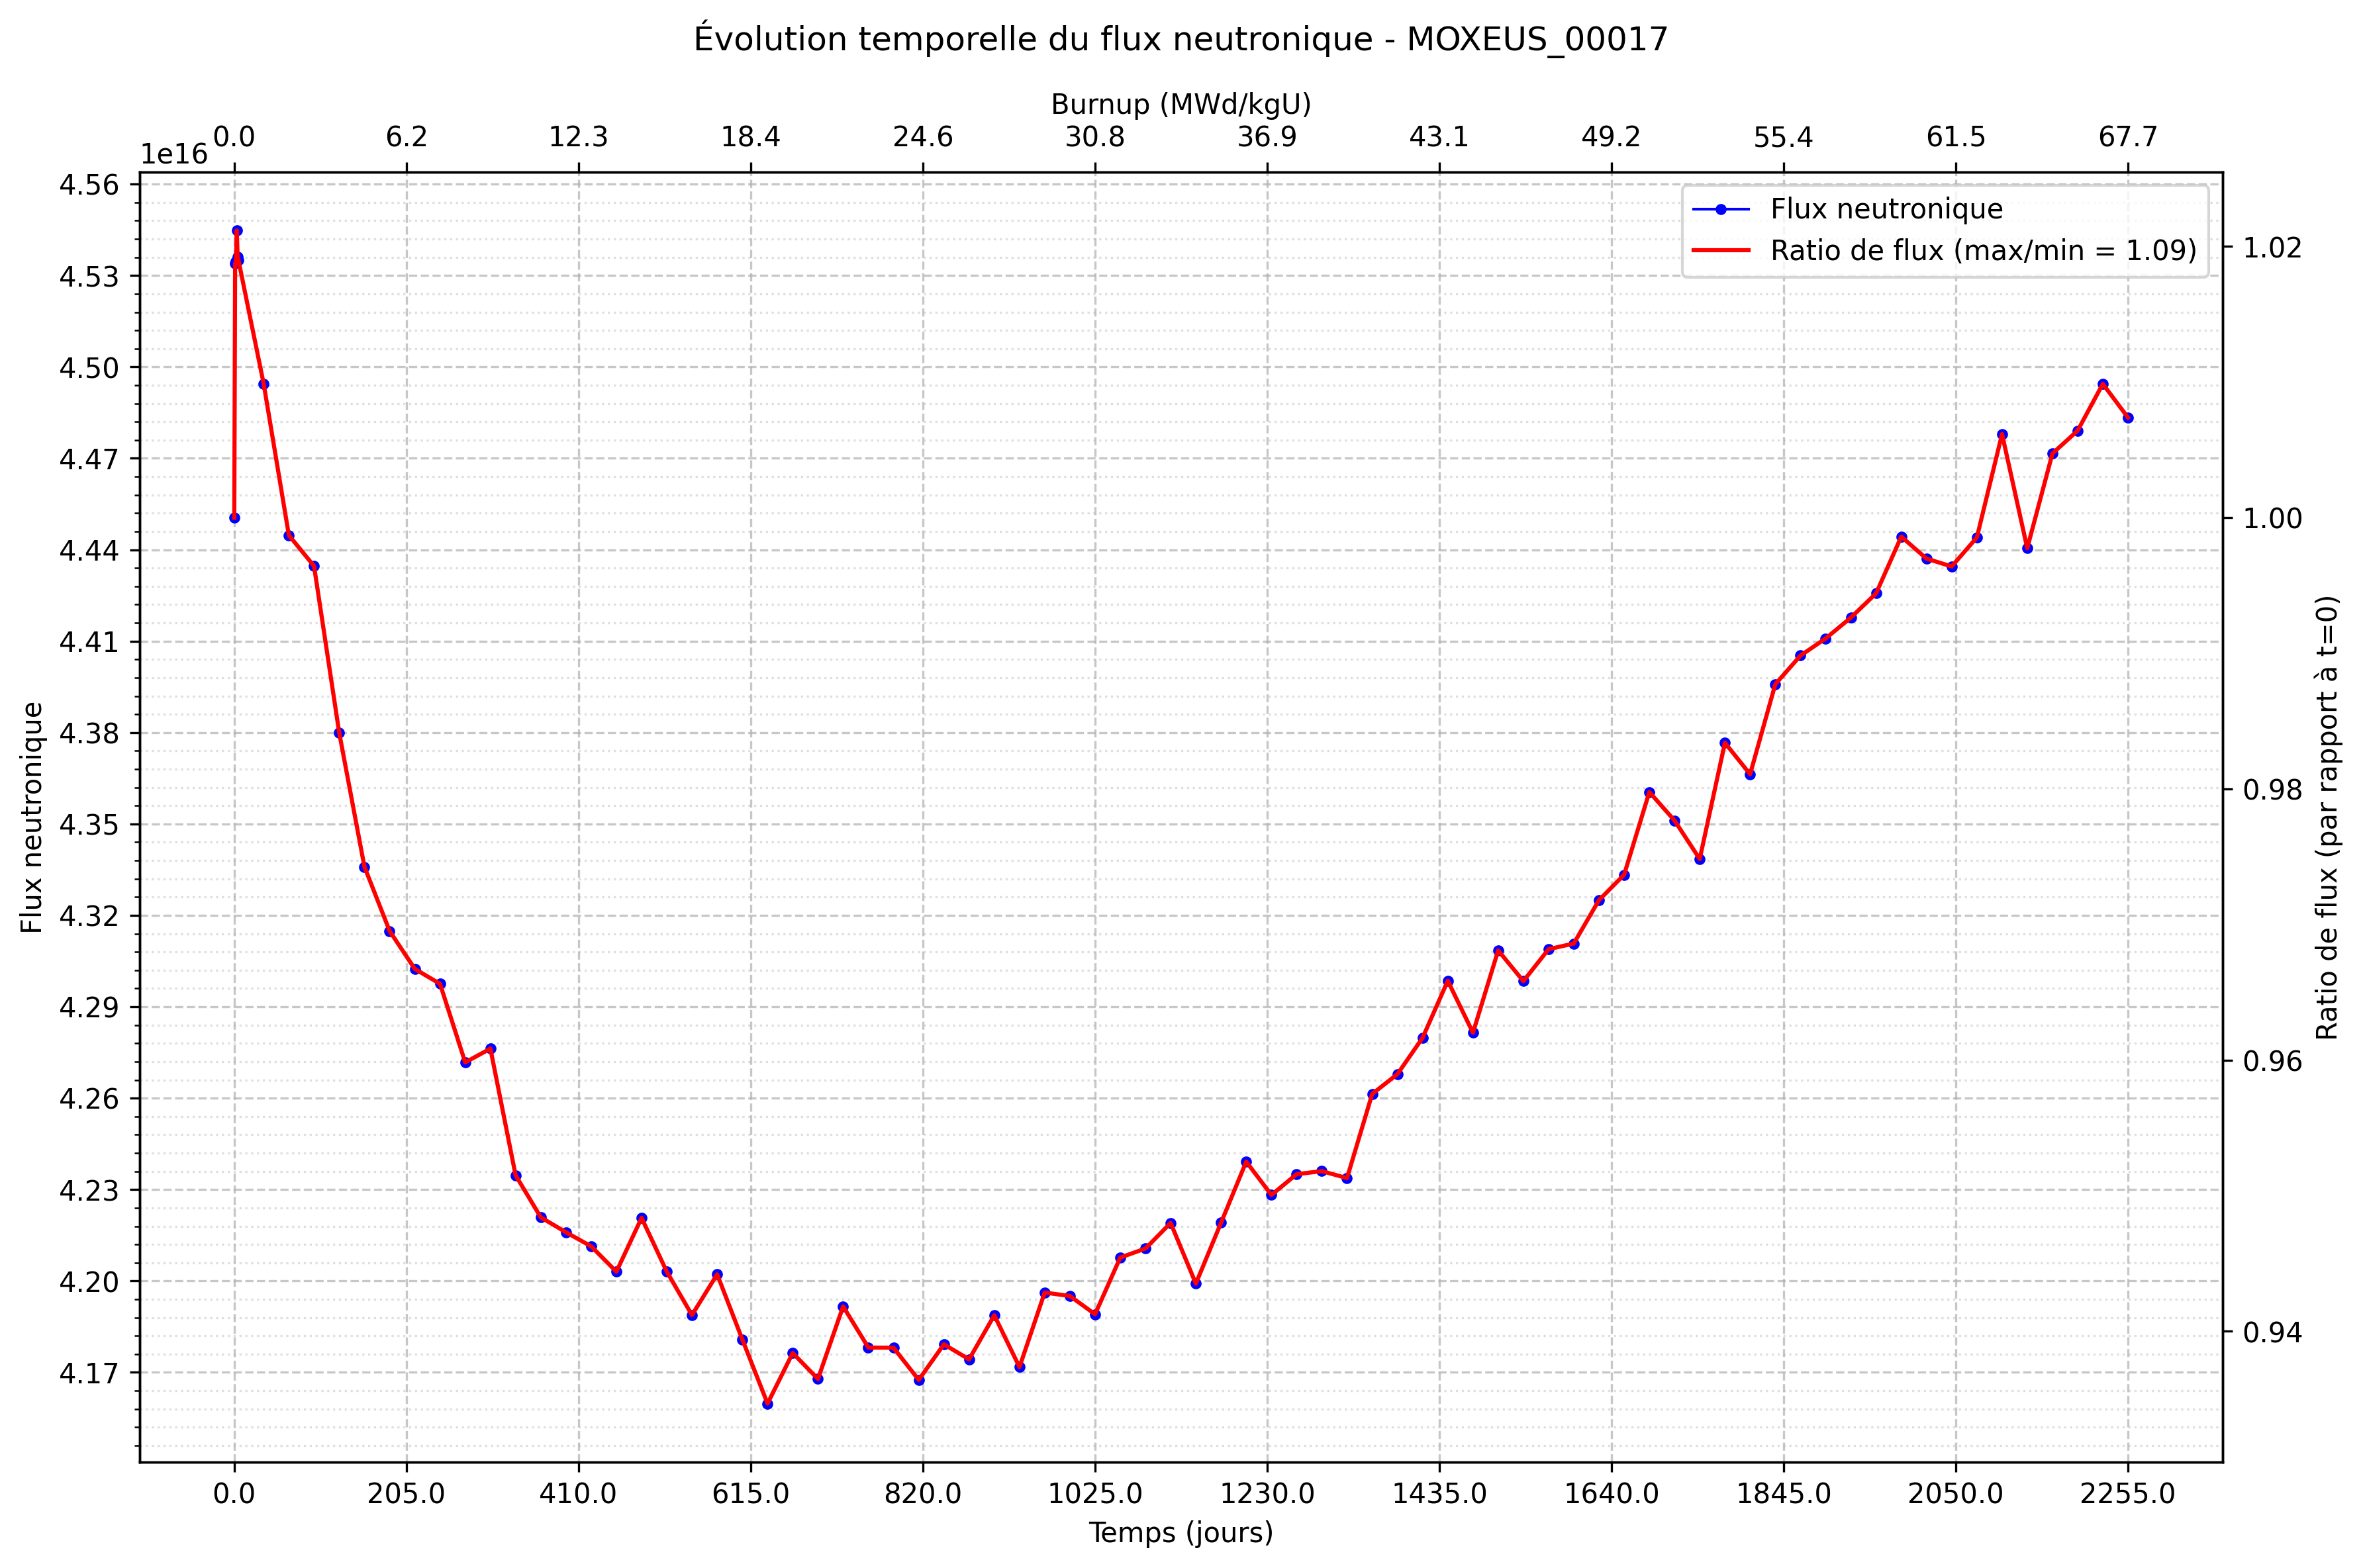 Évolution temporelle du flux neutronique - MOXEUS_00017
Burnup (MWd/kgU)
0.0 6.2 12.3 18.4 24.6 30.8 36.9 43.1 49.2 55.4 61.5 67.7
1e16
Flux neutronique
Ratio de flux (max/min = 1.09)
4.56
4.53
4.50
4.47
4.44
4.41
4.38
4.35
4.32
4.29
4.26
4.23
4.20
4.17
Flux neutronique
1.02
1.00
0.98
0.96
0.94
Ratio de flux (par rapport à t=0)
0.0 205.0 410.0 615.0 820.0 1025.0 1230.0 1435.0 1640.0 1845.0 2050.0 2255.0
Temps (jours)